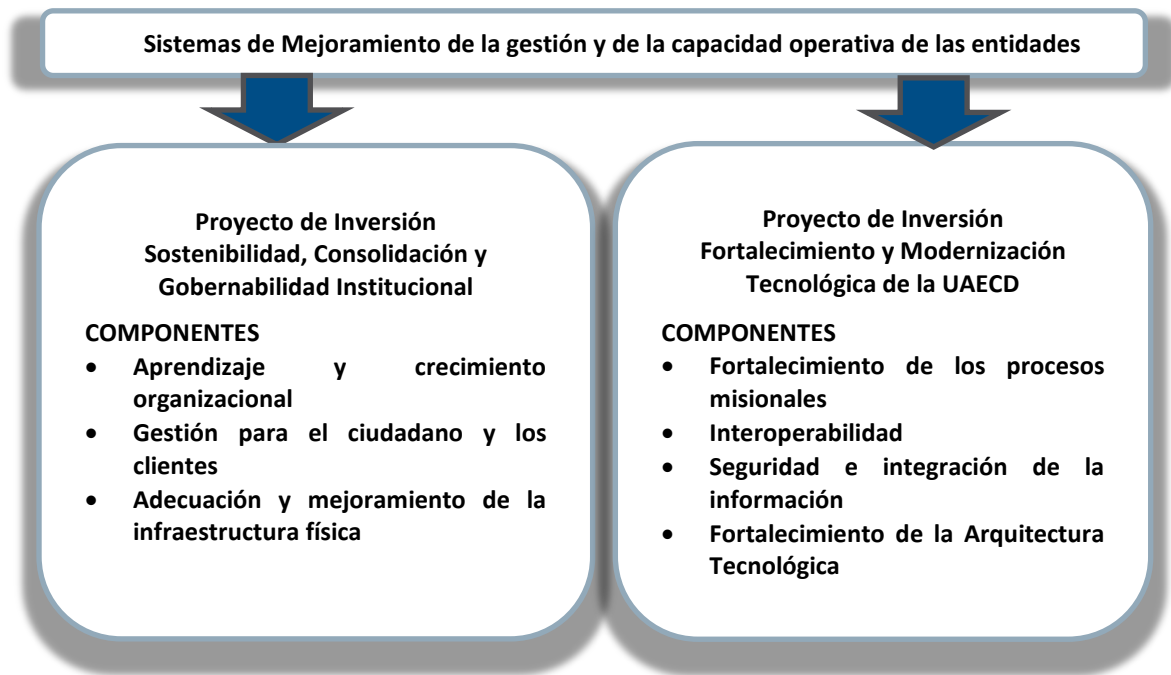 Sistemas de Mejoramiento de la gestión y de la capacidad operativa de las entidades
Proyecto de Inversión
Sostenibilidad, Consolidación y
Gobernabilidad Institucional
COMPONENTES
• Aprendizaje y crecimiento
organizacional
• Gestión para el ciudadano y los
clientes
• Adecuación y mejoramiento de la
infraestructura física
Proyecto de Inversión
Fortalecimiento y Modernización
Tecnológica de la UAECD
COMPONENTES
• Fortalecimiento de los procesos
misionales
• Interoperabilidad
• Seguridad e integración de la
información
• Fortalecimiento de la Arquitectura
Tecnológica